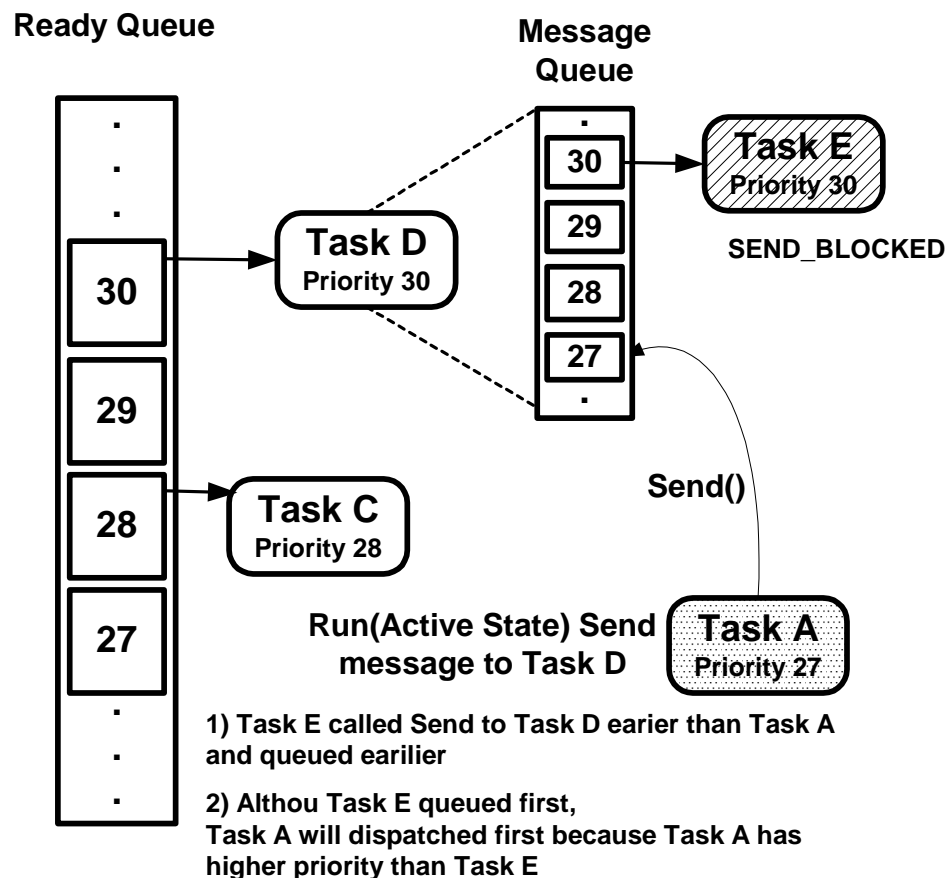 Ready Queue
Message
Queue
30
29
28
27
Task D
Priority 30
Task C
Priority 28
30
29
28
27
Task E
Priority 30
SEND_BLOCKED
Send()
Run(Active State) Send
message to Task D
Task A
Priority 27
1) Task E called Send to Task D earier than Task A
and queued earilier
2) Althou Task E queued first,
Task A will dispatched first because Task A has
higher priority than Task E